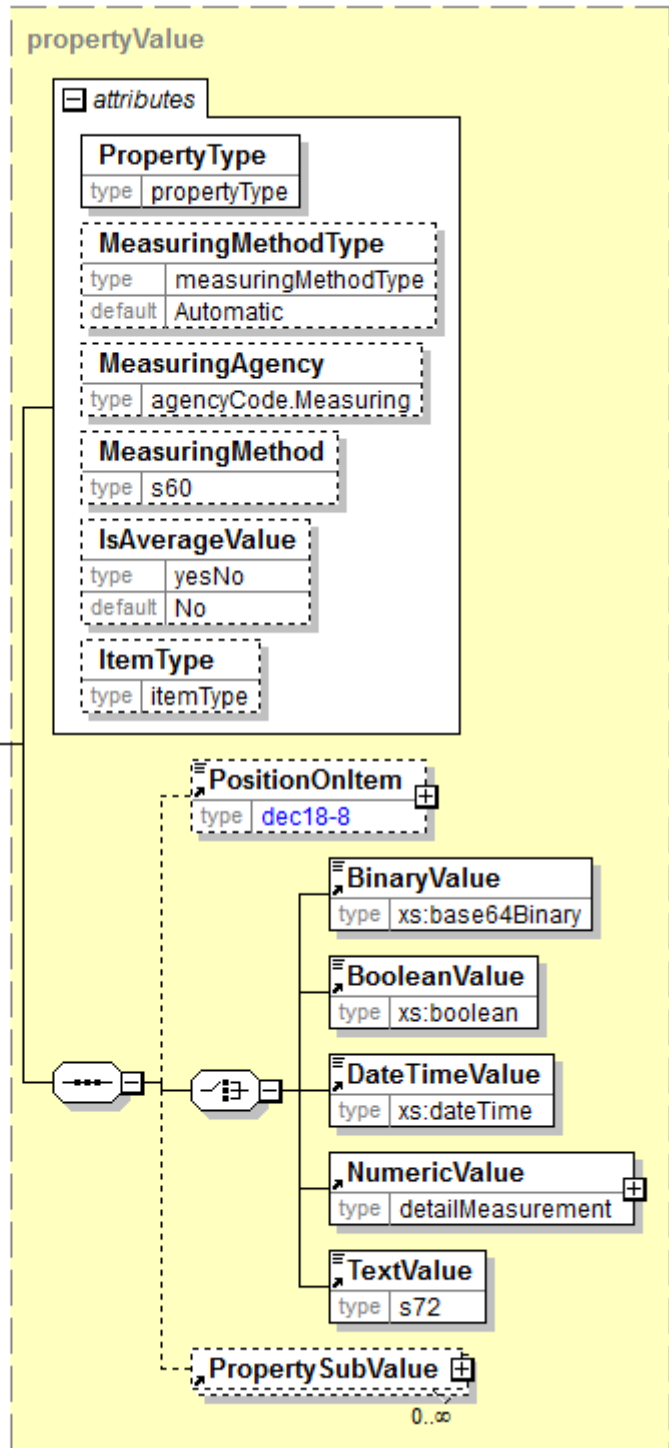 propertyValue
attributes
PropertyType
type propertyType
MeasuringMethodType
type measuringMethodType
default Automatic
MeasuringAgency
type agencyCode.Measuring
MeasuringMethod
type s60
IsAverageValue
type yesNo
default No
ItemType
type itemType
PositionOnItem
type dec18-8
BinaryValue
type xs:base64Binary
BooleanValue
type xs:boolean
DateTimeValue
type xs:dateTime
NumericValue
type detailMeasurement
TextValue
type s72
PropertySubValue
0..∞